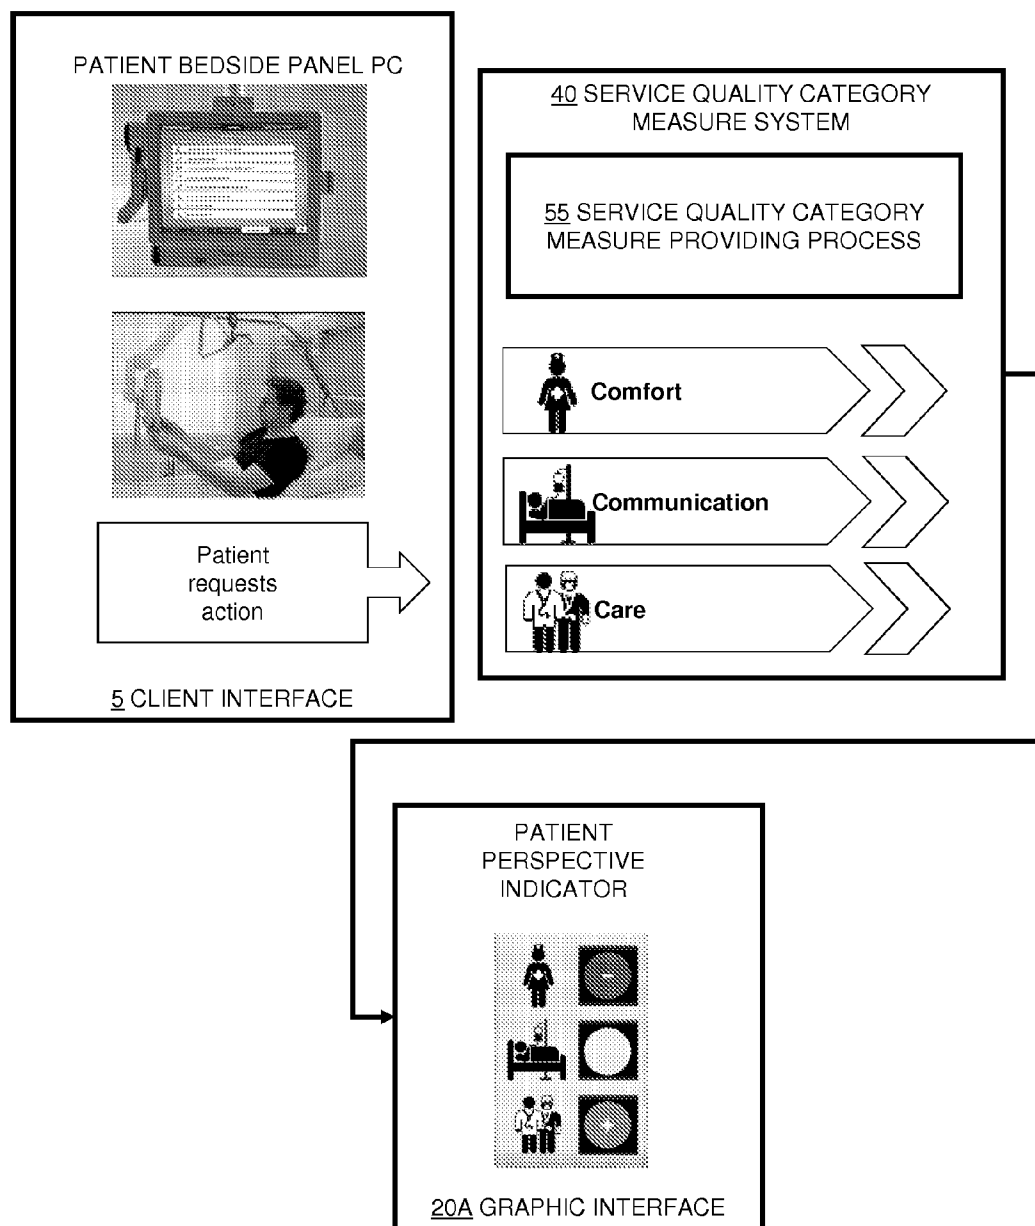 PATIENT BEDSIDE PANEL PC
Patient
requests
action
5 CLIENT INTERFACE
40 SERVICE QUALITY CATEGORY
MEASURE SYSTEM
55 SERVICE QUALITY CATEGORY
MEASURE PROVIDING PROCESS
Comfort
Communication
Care
PATIENT
PERSPECTIVE
INDICATOR
-
+
20A GRAPHIC INTERFACE